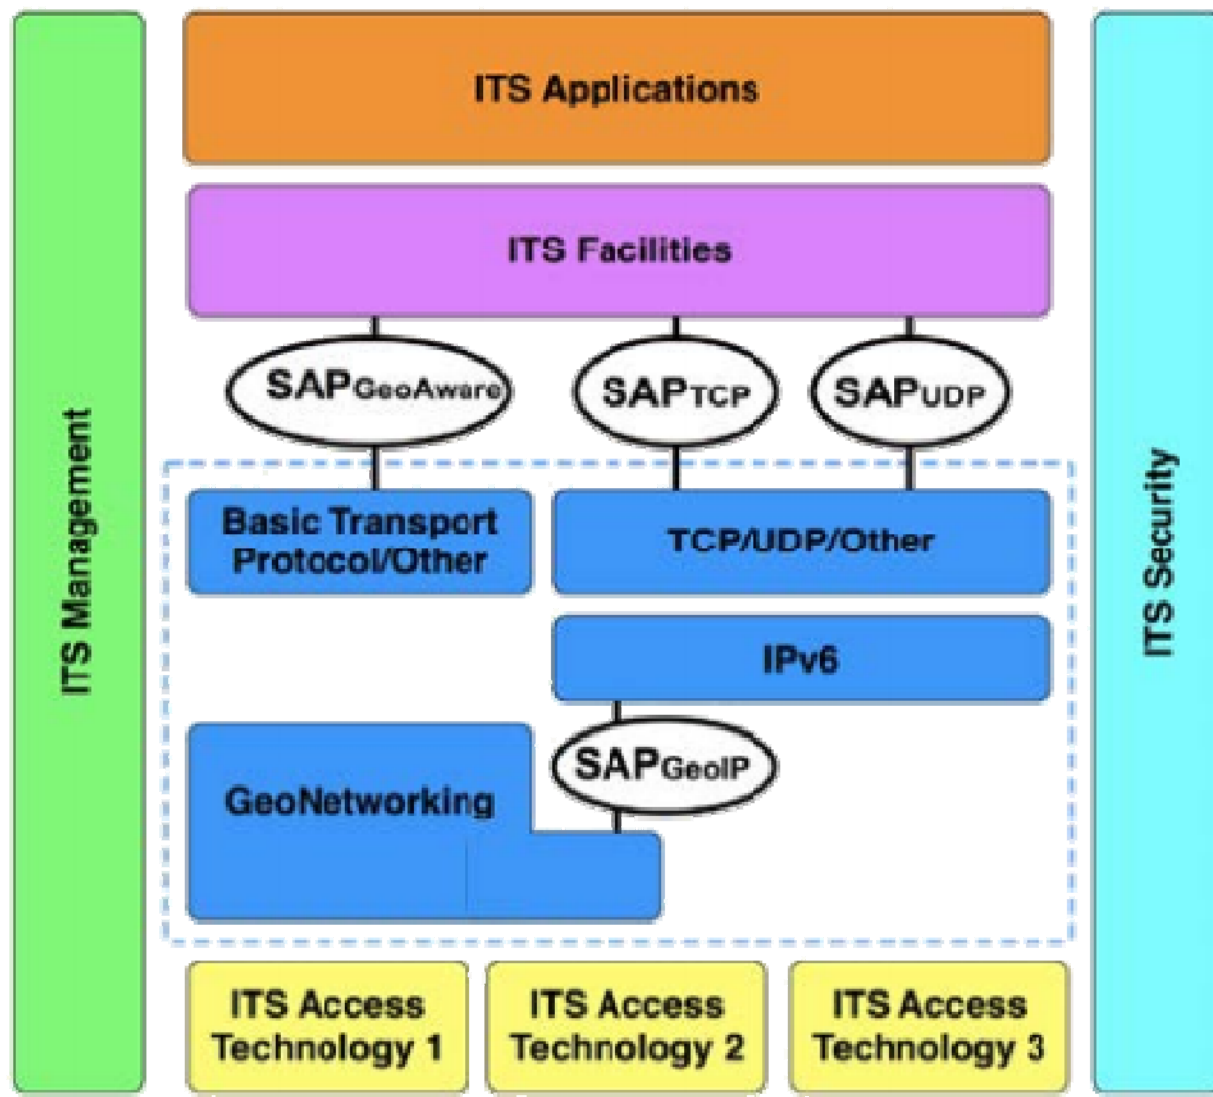 ITS Management
ITS Applications
ITS Facilities
SAPGeoAware
SAPTCP
SAPUDP
Basic Transport
Protocol/Other
TCP/UDP/Other
IPv6
SAPGeoIP
GeoNetworking
ITS Access
Technology 1
ITS Access
Technology 2
ITS Access
Technology 3
ITS Security